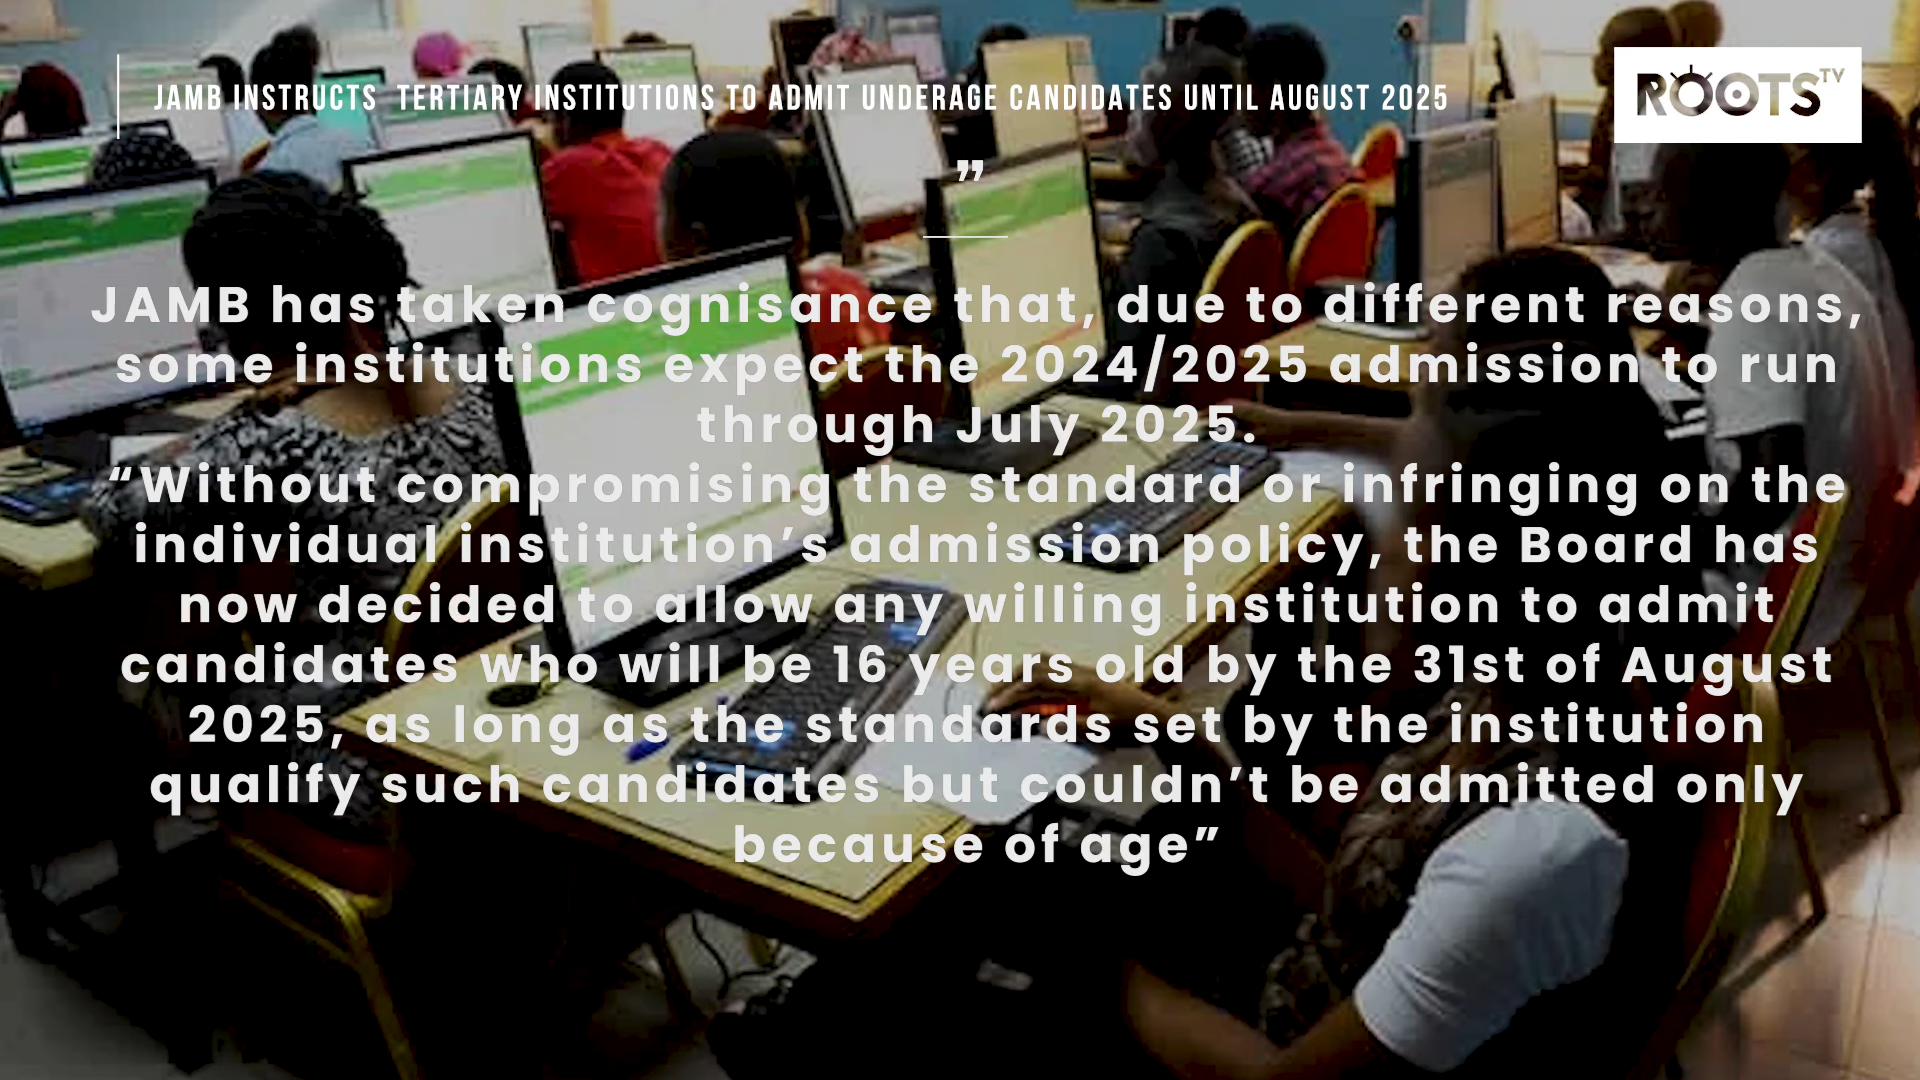 JAMB INSTRUCTS TERTIARY INSTITUTIONS TO ADMIT UNDERAGE CANDIDATES UNTIL AUGUST 2025
ROOTS TV
”
JAMB has taken cognisance that, due to different reasons,
some institutions expect the 2024/2025 admission to run
through July 2025.
“Without compromising the standard or infringing on the
individual institution’s admission policy, the Board has
now decided to allow any willing institution to admit
candidates who will be 16 years old by the 31st of August
2025, as long as the standards set by the institution
qualify such candidates but couldn’t be admitted only
because of age”